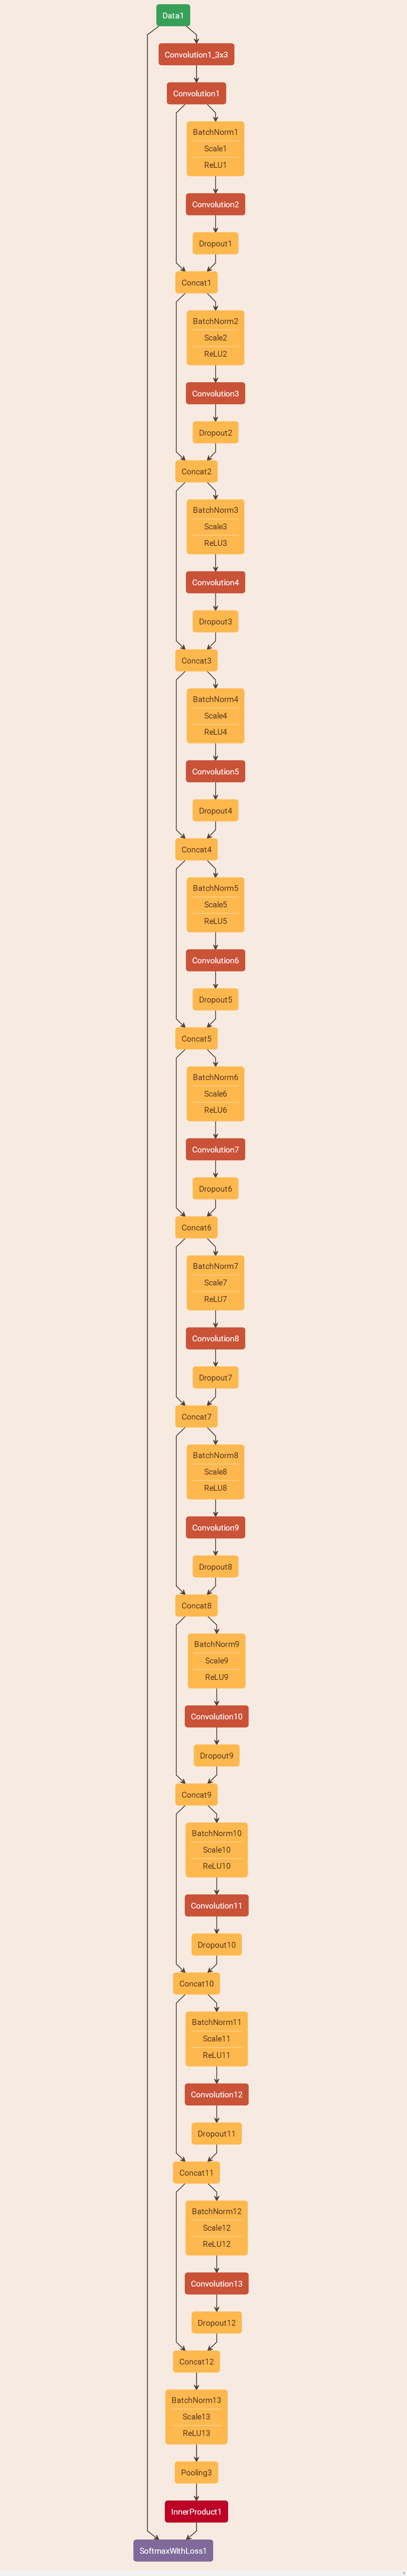 Data1
Convolution1_3x3
Convolution1
BatchNorm1
Scale1
ReLU1
Convolution2
Dropout1
Concat1
BatchNorm2
Scale2
ReLU2
Convolution3
Dropout2
Concat2
BatchNorm3
Scale3
ReLU3
Convolution4
Dropout3
Concat3
BatchNorm4
Scale4
ReLU4
Convolution5
Dropout4
Concat4
BatchNorm5
Scale5
ReLU5
Convolution6
Dropout5
Concat5
BatchNorm6
Scale6
ReLU6
Convolution7
Dropout6
Concat6
BatchNorm7
Scale7
ReLU7
Convolution8
Dropout7
Concat7
BatchNorm8
Scale8
ReLU8
Convolution9
Dropout8
Concat8
BatchNorm9
Scale9
ReLU9
Convolution10
Dropout9
Concat9
BatchNorm10
Scale10
ReLU10
Convolution11
Dropout10
Concat10
BatchNorm11
Scale11
ReLU11
Convolution12
Dropout11
Concat11
BatchNorm12
Scale12
ReLU12
Convolution13
Dropout12
Concat12
BatchNorm13
Scale13
ReLU13
Pooling3
InnerProduct1
SoftmaxWithLoss1